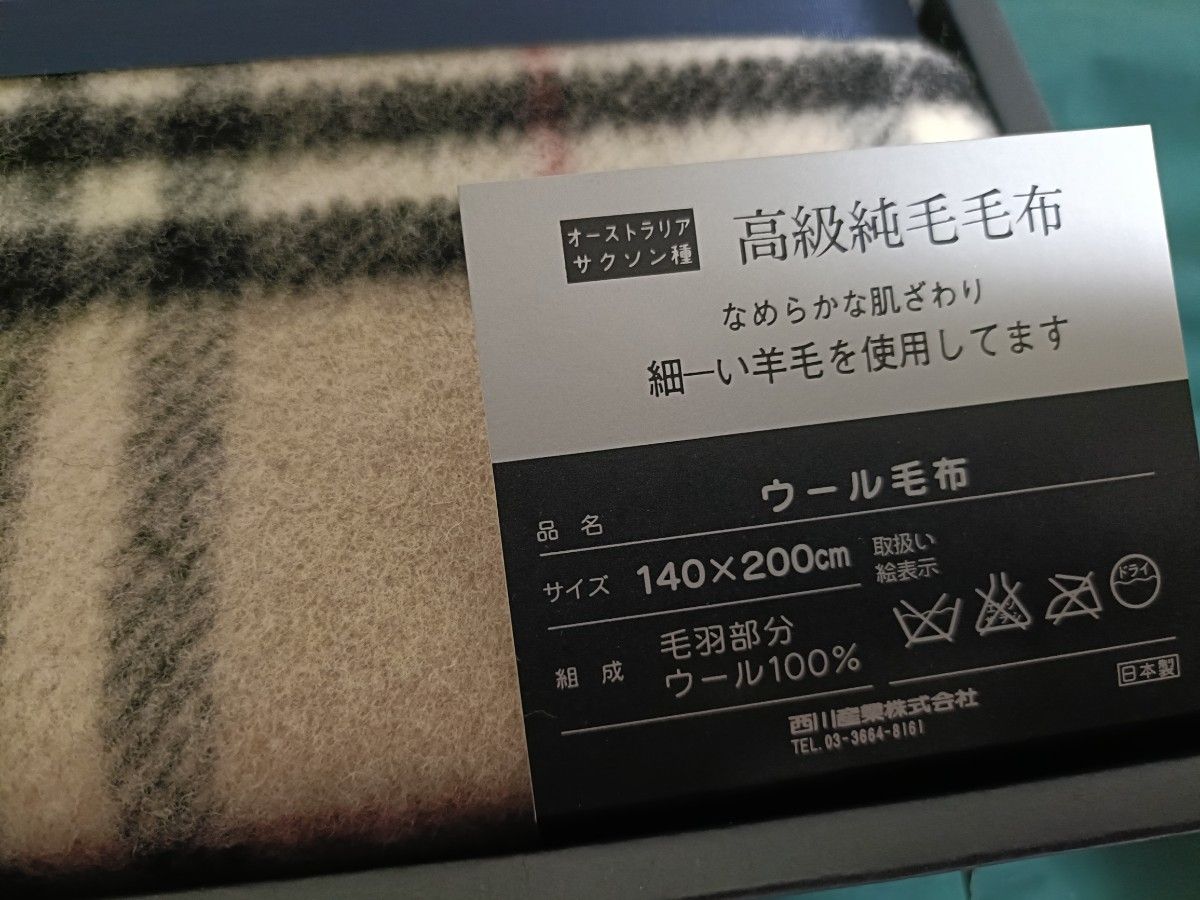 オーストラリア
サクソン種
高級純毛毛布
なめらかな肌ざわり
細ーい羊毛を使用してます
品名 ウール毛布
サイズ 140×200cm
取扱い
絵表示
ドライ
組成 毛羽部分
ウール100%
日本製
西川産業株式会社
TEL.03-3664-8161